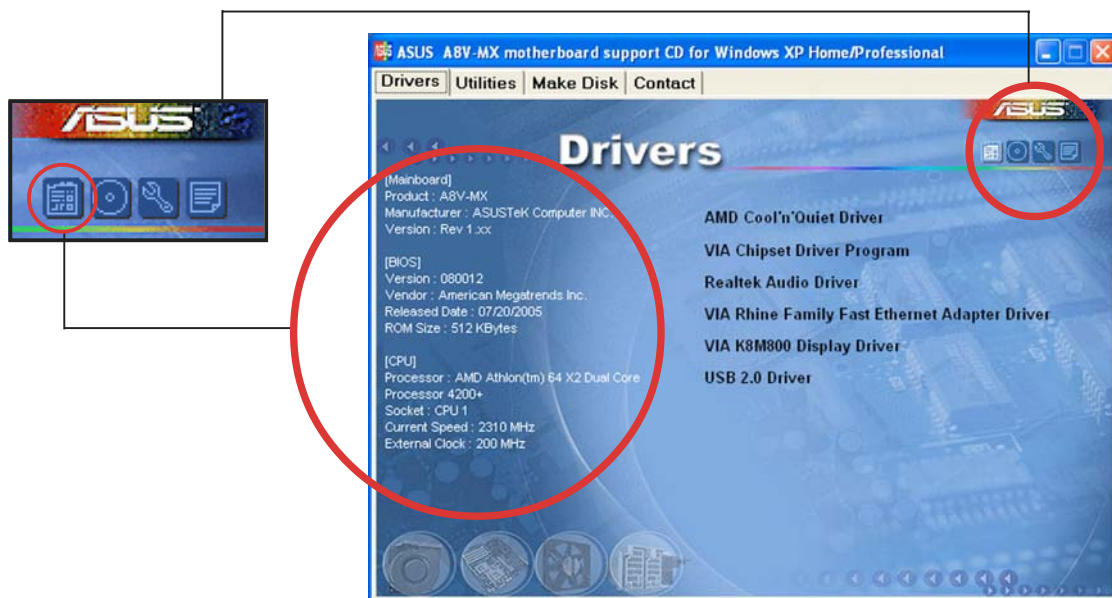 ASUS
ASUS A8V-MX motherboard support CD for Windows XP Home/Professional
Drivers Utilities Make Disk Contact
ASUS
Drivers
[Mainboard]
Product : A8V-MX
Manufacturer : ASUSTeK Computer INC.
Version : Rev 1.xx
[BIOS]
Version : 080012
Vendor : American Megatrends Inc.
Released Date : 07/20/2005
ROM Size : 512 KBytes
[CPU]
Processor : AMD Athlon(tm) 64 X2 Dual Core
Processor 4200+
Socket : CPU 1
Current Speed : 2310 MHz
External Clock : 200 MHz
AMD Cool'n'Quiet Driver
VIA Chipset Driver Program
Realtek Audio Driver
VIA Rhine Family Fast Ethernet Adapter Driver
VIA K8M800 Display Driver
USB 2.0 Driver